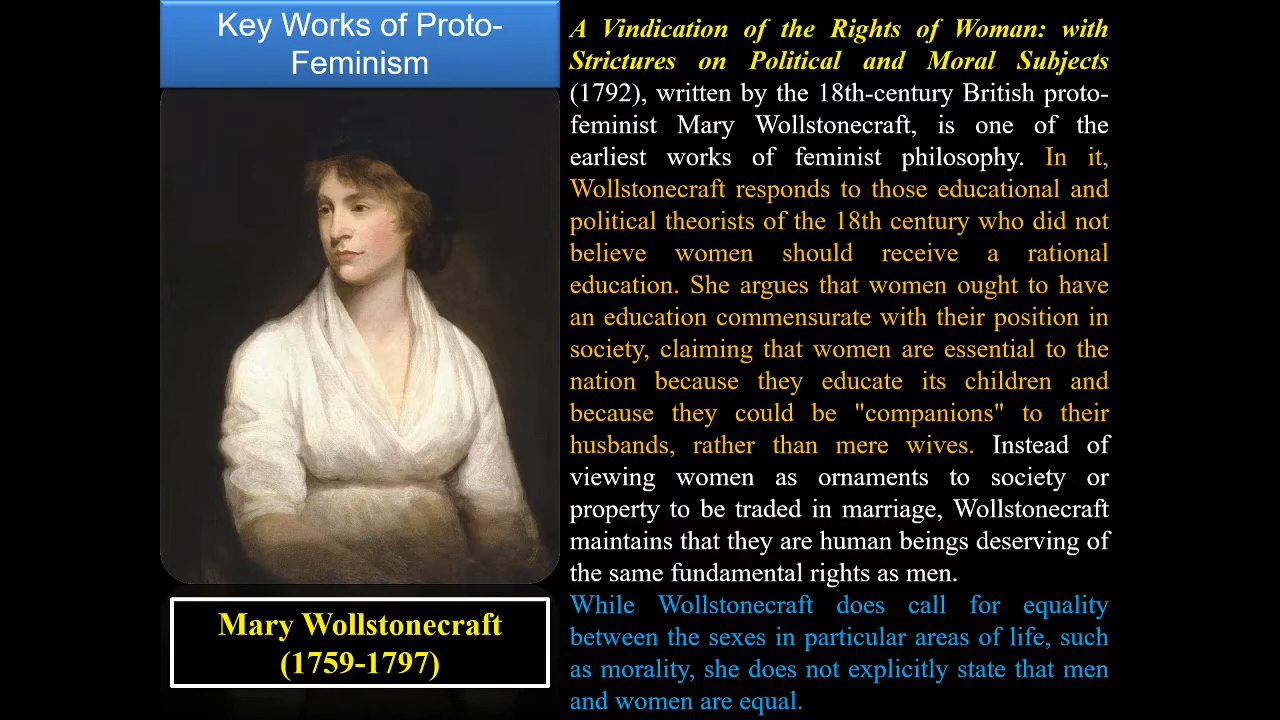 Key Works of Proto-
Feminism
Mary Wollstonecraft
(1759-1797)
A Vindication of the Rights of Woman: with
Strictures on Political and Moral Subjects
(1792), written by the 18th-century British proto-
feminist Mary Wollstonecraft, is one of the
earliest works of feminist philosophy. In it,
Wollstonecraft responds to those educational and
political theorists of the 18th century who did not
believe women should receive a rational
education. She argues that women ought to have
an education commensurate with their position in
society, claiming that women are essential to the
nation because they educate its children and
because they could be "companions" to their
husbands, rather than mere wives. Instead of
viewing women as ornaments to society or
property to be traded in marriage, Wollstonecraft
maintains that they are human beings deserving of
the same fundamental rights as men.
While Wollstonecraft does call for equality
between the sexes in particular areas of life, such
as morality, she does not explicitly state that men
and women are equal.